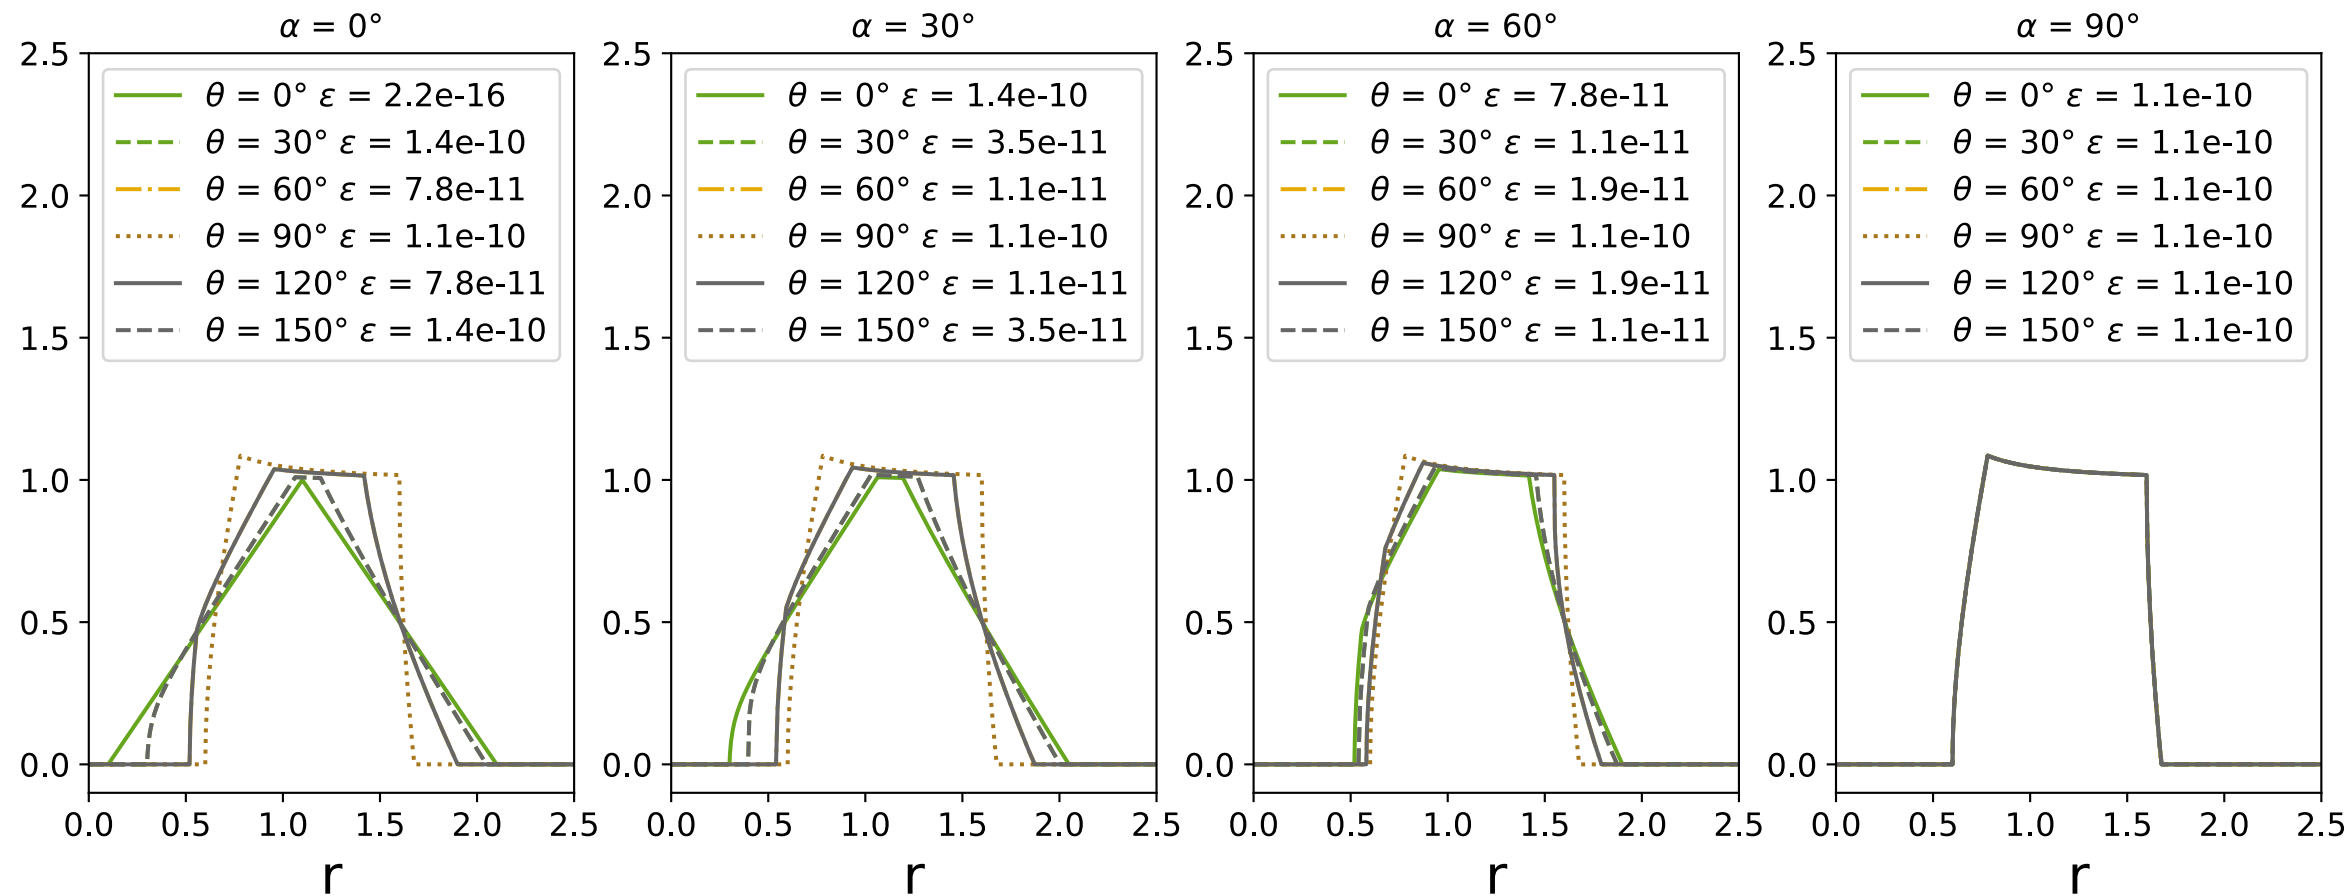 α = 0°
2.5
2.0
1.5
1.0
0.5
0.0
θ = 0° ε = 2.2e-16
θ = 30° ε = 1.4e-10
θ = 60° ε = 7.8e-11
θ = 90° ε = 1.1e-10
θ = 120° ε = 7.8e-11
θ = 150° ε = 1.4e-10
0.0 0.5 1.0 1.5 2.0 2.5
r
α = 30°
2.5
2.0
1.5
1.0
0.5
0.0
θ = 0° ε = 1.4e-10
θ = 30° ε = 3.5e-11
θ = 60° ε = 1.1e-11
θ = 90° ε = 1.1e-10
θ = 120° ε = 1.1e-11
θ = 150° ε = 3.5e-11
0.0 0.5 1.0 1.5 2.0 2.5
r
α = 60°
2.5
2.0
1.5
1.0
0.5
0.0
θ = 0° ε = 7.8e-11
θ = 30° ε = 1.1e-11
θ = 60° ε = 1.9e-11
θ = 90° ε = 1.1e-10
θ = 120° ε = 1.9e-11
θ = 150° ε = 1.1e-11
0.0 0.5 1.0 1.5 2.0 2.5
r
α = 90°
2.5
2.0
1.5
1.0
0.5
0.0
θ = 0° ε = 1.1e-10
θ = 30° ε = 1.1e-10
θ = 60° ε = 1.1e-10
θ = 90° ε = 1.1e-10
θ = 120° ε = 1.1e-10
θ = 150° ε = 1.1e-10
0.0 0.5 1.0 1.5 2.0 2.5
r